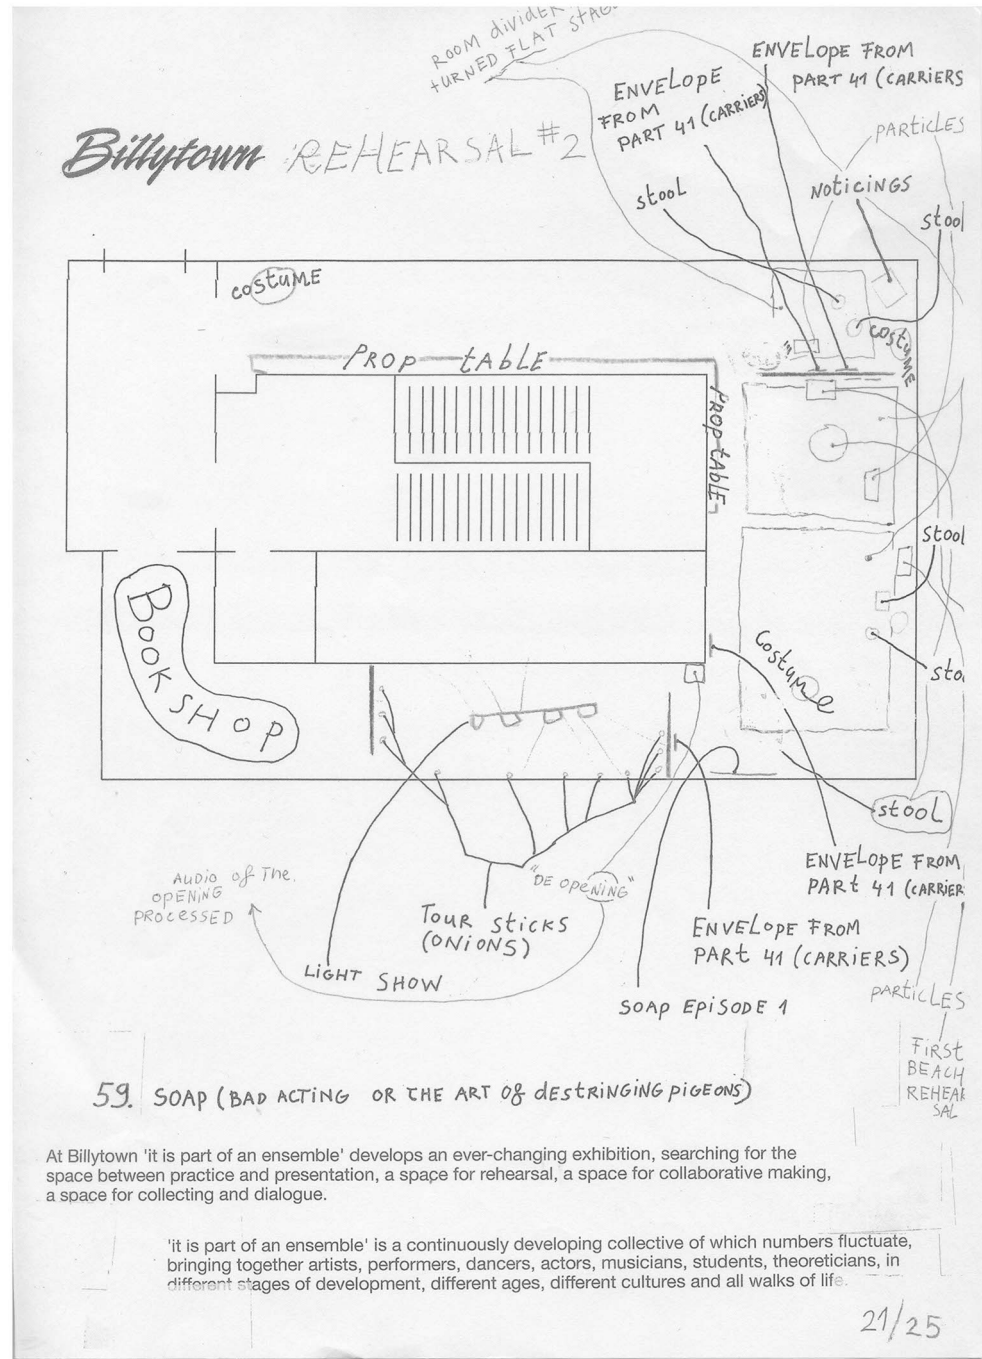 ROOM dividER
tURNED FLAT STAG
ENVELOPE FROM
PART 41 (CARRIERS
ENVELOPE
FROM
PART 41 (CARRIERS)
PARTICLES
Billytown REHEARSAL #2
NOTICINGS
stool
stool
costuME
costuME
PROP tABLE
PROP tABLE
stool
BOOKSHOP
Costume
sto
stool
ENVELOPE FROM
PARt 41 (CARRIER
AUDIO of The
OPENING
PROCESSED
"DE OpeNING"
TOUR StICKS
(ONIONS)
ENVELOPE FROM
PARt 41 (CARRIERS)
LIGHT SHOW
SOAP EPISODE 1
PARTICLES
FIRST
BEACH
REHEAR
SAL
59. SOAP (BAD ACTING OR THE ART Of dEStRINGING PIGEONS)
At Billytown 'it is part of an ensemble' develops an ever-changing exhibition, searching for the
space between practice and presentation, a space for rehearsal, a space for collaborative making,
a space for collecting and dialogue.
'it is part of an ensemble' is a continuously developing collective of which numbers fluctuate,
bringing together artists, performers, dancers, actors, musicians, students, theoreticians, in
different stages of development, different ages, different cultures and all walks of life.
21/25